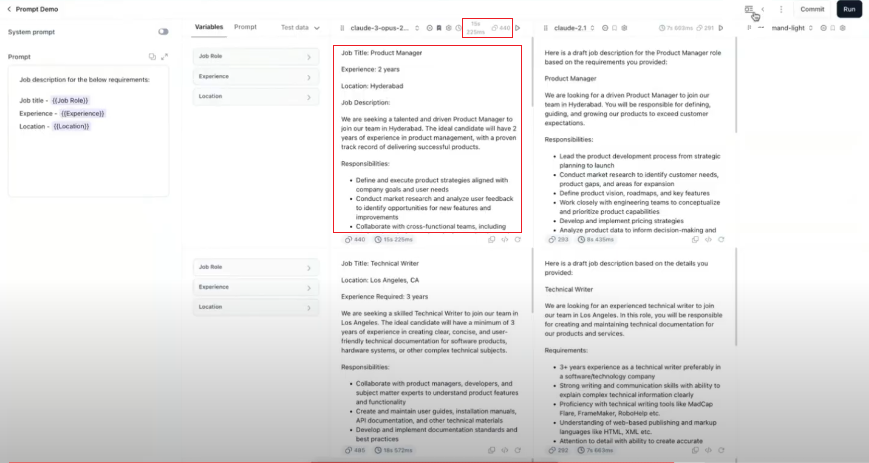 Prompt Demo
Commit
Run
System prompt
Prompt
Job description for the below requirements:
Job title - {{Job Role}}
Experience - {{Experience}}
Location - {{Location}}
Variables
Prompt
Test data
Job Role
Experience
Location
claude-3-opus-2...
15s
225ms
440
Job Title: Product Manager
Experience: 2 years
Location: Hyderabad
Job Description:
We are seeking a talented and driven Product Manager to
join our team in Hyderabad. The ideal candidate will have 2
years of experience in product management, with a proven
track record of delivering successful products.
Responsibilities:
• Define and execute product strategies aligned with
company goals and user needs
• Conduct market research and analyze user feedback
to identify opportunities for new features and
improvements
• Collaborate with cross-functional teams, including
440
15s 225ms
claude-2.1
7s 603ms
291
Here is a draft job description for the Product Manager role
based on the requirements you provided:
Product Manager
We are looking for a driven Product Manager to join our
team in Hyderabad. You will be responsible for defining,
guiding, and growing our products to exceed customer
expectations.
Responsibilities:
• Lead the product development process from strategic
planning to launch
• Conduct market research to identify customer needs,
product gaps, and areas for expansion
• Define product vision, roadmaps, and key features
• Work closely with engineering teams to conceptualize
and prioritize product capabilities
• Develop and implement pricing strategies
• Analyze product data to inform decision-making and
293
8s 435ms
mand-light
Job Role
Experience
Location
Job Title: Technical Writer
Location: Los Angeles, CA
Experience Required: 3 years
We are seeking a skilled Technical Writer to join our team in
Los Angeles. The ideal candidate will have a minimum of 3
years of experience in creating clear, concise, and user-
friendly technical documentation for software products,
hardware systems, or other complex technical subjects.
Responsibilities:
• Collaborate with product managers, developers, and
subject matter experts to understand product features
and functionality
• Create and maintain user guides, installation manuals,
API documentation, and other technical materials
• Develop and implement documentation standards and
best practices
485
16s 572ms
Here is a draft job description based on the details you
provided:
Technical Writer
We are looking for an experienced technical writer to join
our team in Los Angeles. In this role, you will be responsible
for creating and maintaining technical documentation for
our products and services.
Requirements:
• 3+ years experience as a technical writer preferably in
a software/technology company
• Strong writing and communication skills with ability to
explain complex technical information clearly
• Proficiency with technical writing tools like MadCap
Flare, FrameMaker, RoboHelp etc.
• Understanding of web-based publishing and markup
languages like HTML, XML etc.
• Attention to detail with ability to create accurate
292
7s 663ms